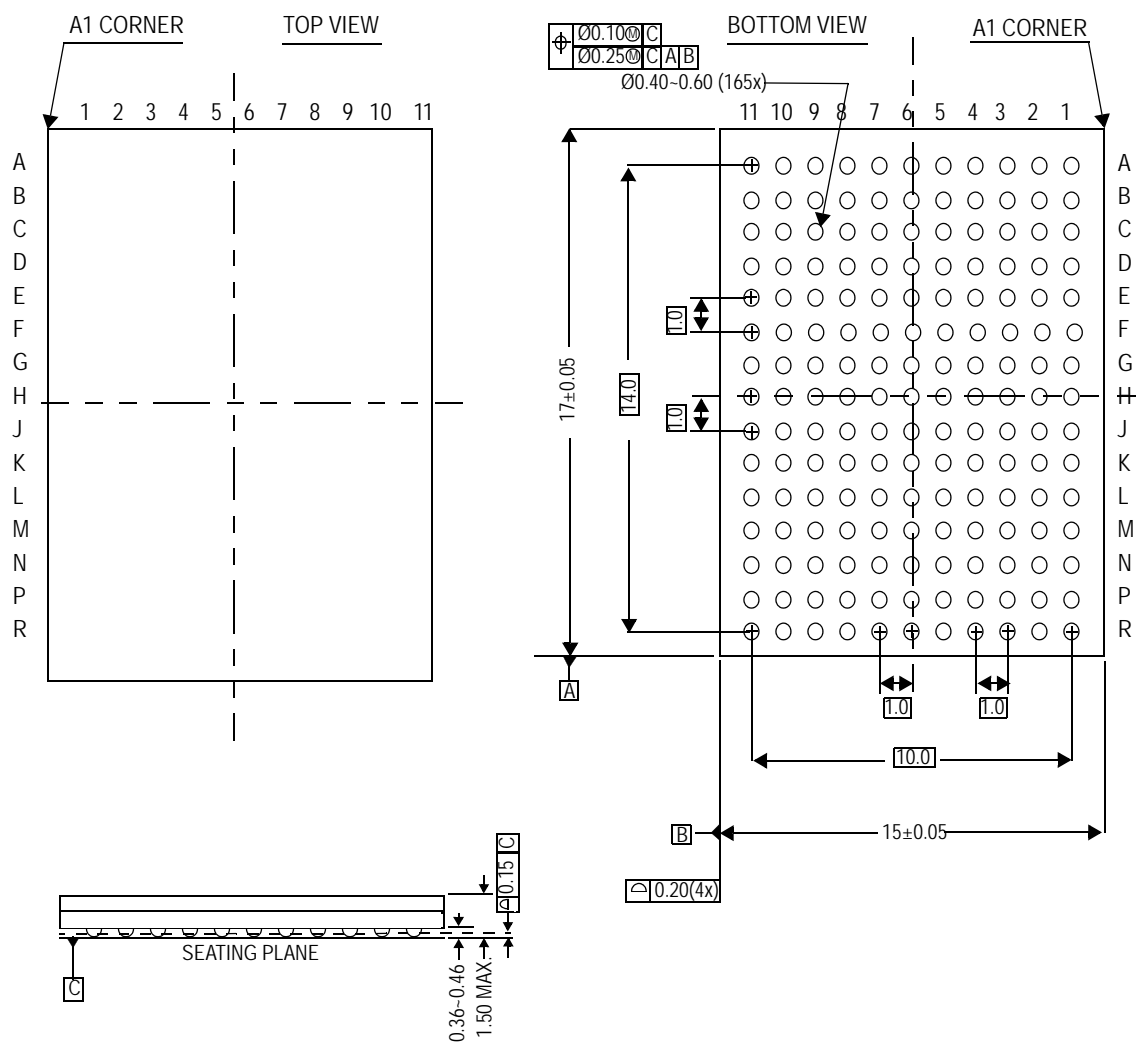 A1 CORNER
TOP VIEW
1 2 3 4 5 6 7 8 9 10 11
A
B
C
D
E
F
G
H
J
K
L
M
N
P
R
Ø0.10Ⓜ C
Ø0.25Ⓜ C A B
BOTTOM VIEW
A1 CORNER
Ø0.40~0.60 (165x)
11 10 9 8 7 6 5 4 3 2 1
A
B
C
D
E
F
G
H
J
K
L
M
N
P
R
1.0
17±0.05
14.0
1.0
A
1.0
1.0
10.0
B
15±0.05
0.20(4x)
0.15 C
SEATING PLANE
C
0.36~0.46
1.50 MAX.